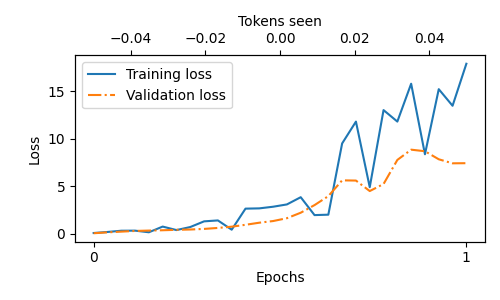 Tokens seen
−0.04 −0.02 0.00 0.02 0.04
Training loss
Validation loss
15
10
5
0
Loss
0 1
Epochs